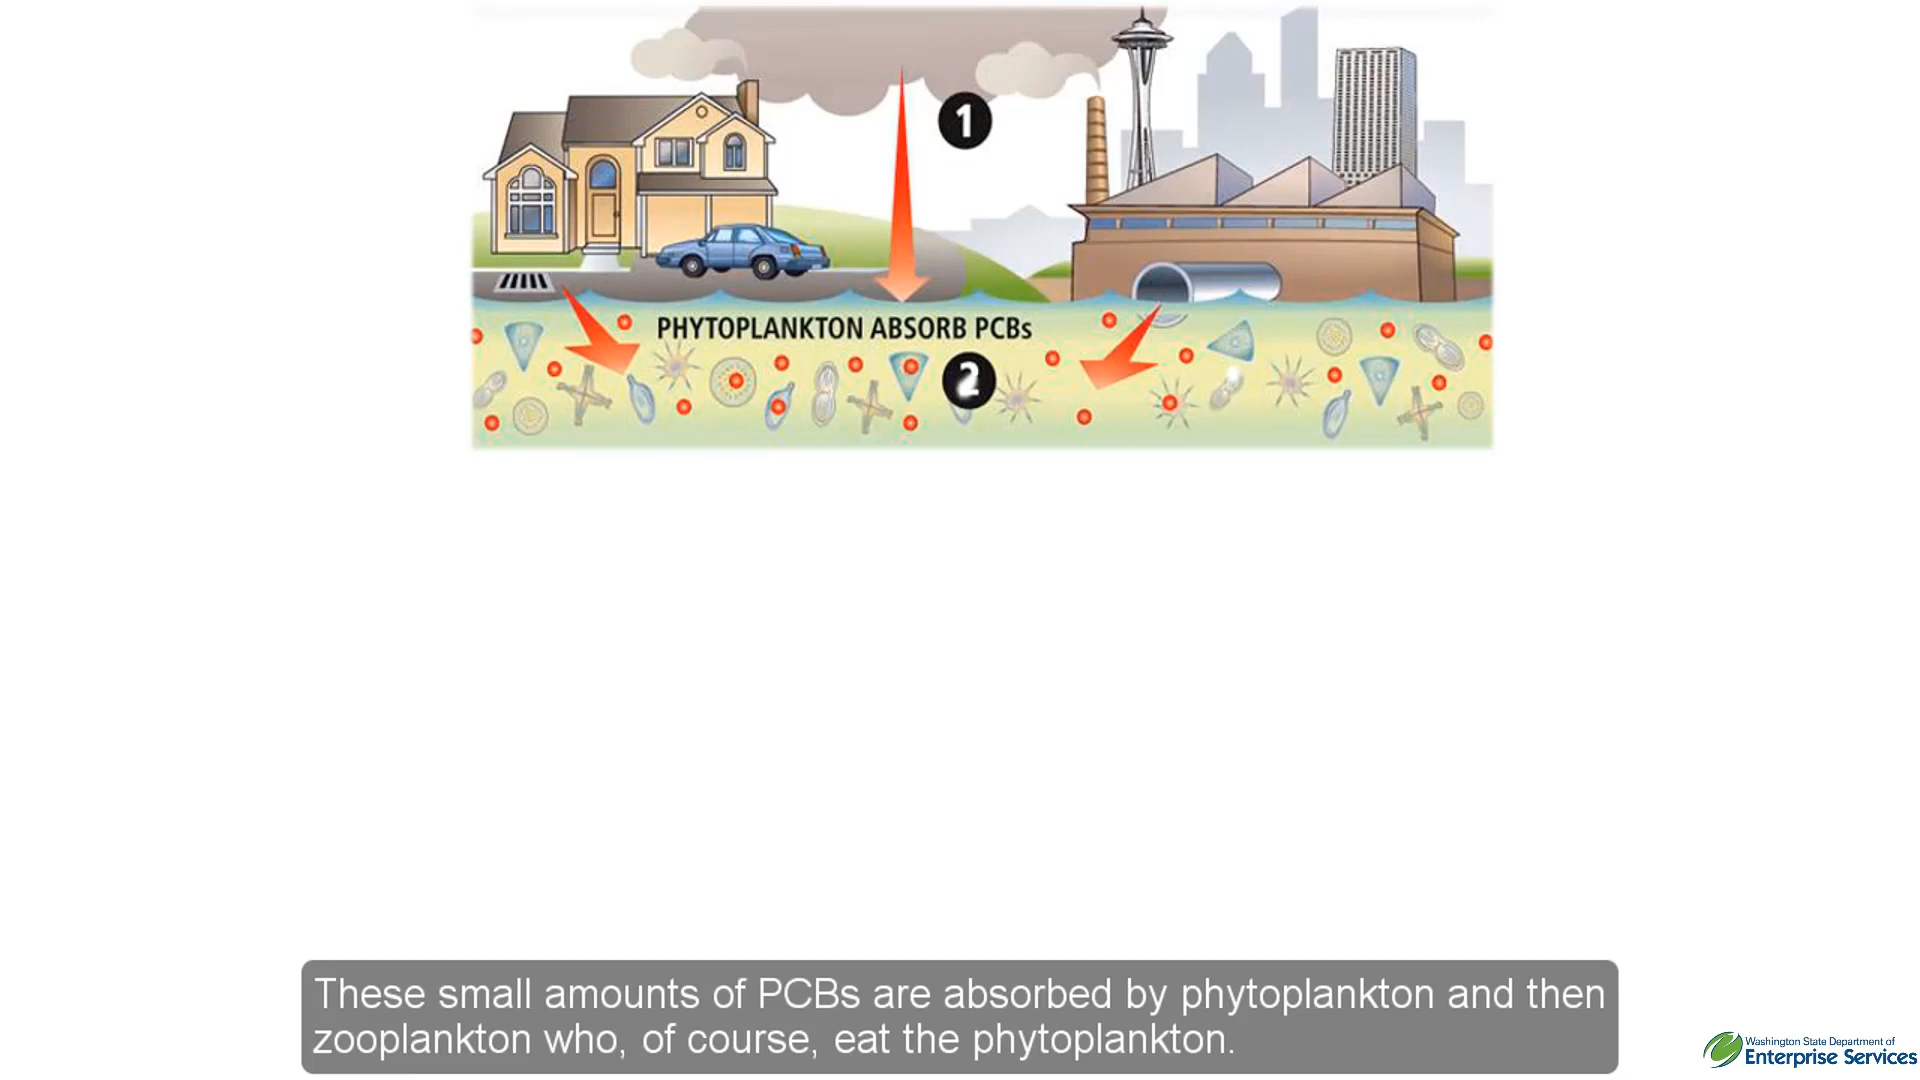 1
PHYTOPLANKTON ABSORB PCBs
2
These small amounts of PCBs are absorbed by phytoplankton and then
zooplankton who, of course, eat the phytoplankton.
Washington State Department of
Enterprise Services